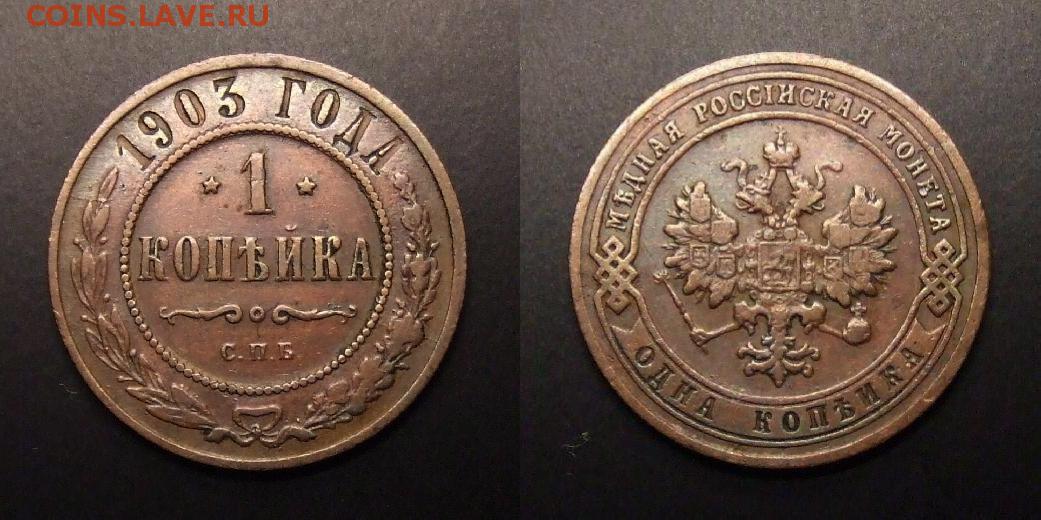 COINS.LAVE.RU
1903 ГОДА
1
КОПѢЙКА
С.П.Б.
МѢДНАЯ РОССІЙСКАЯ МОНЕТА
ОДНА КОПѢЙКА